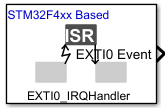 STM32F4xx Based
ISR
EXTI0 Event
EXTI0_IRQHandler